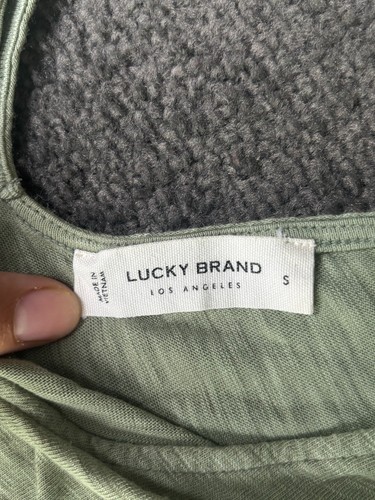 MADE IN
VIETNAM
LUCKY BRAND
LOS ANGELES
S